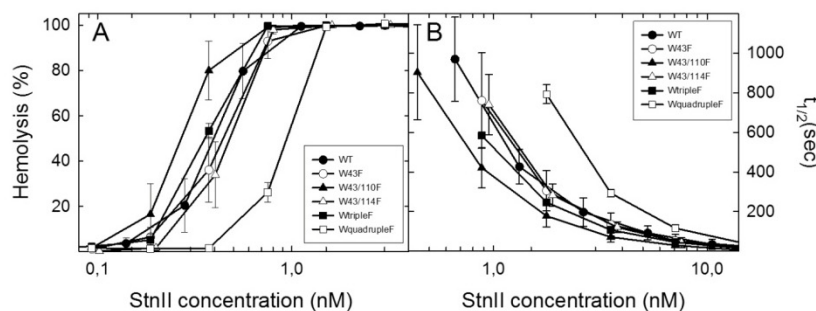 A
Hemolysis (%)
100
80
60
40
20
WT
W43F
W43/110F
W43/114F
WtripleF
WquadrupleF
0,1
1,0
StnII concentration (nM)
B
WT
W43F
W43/110F
W43/114F
WtripleF
WquadrupleF
1000
800
600
400
200
t1/2(sec)
1,0
10,0
StnII concentration (nM)